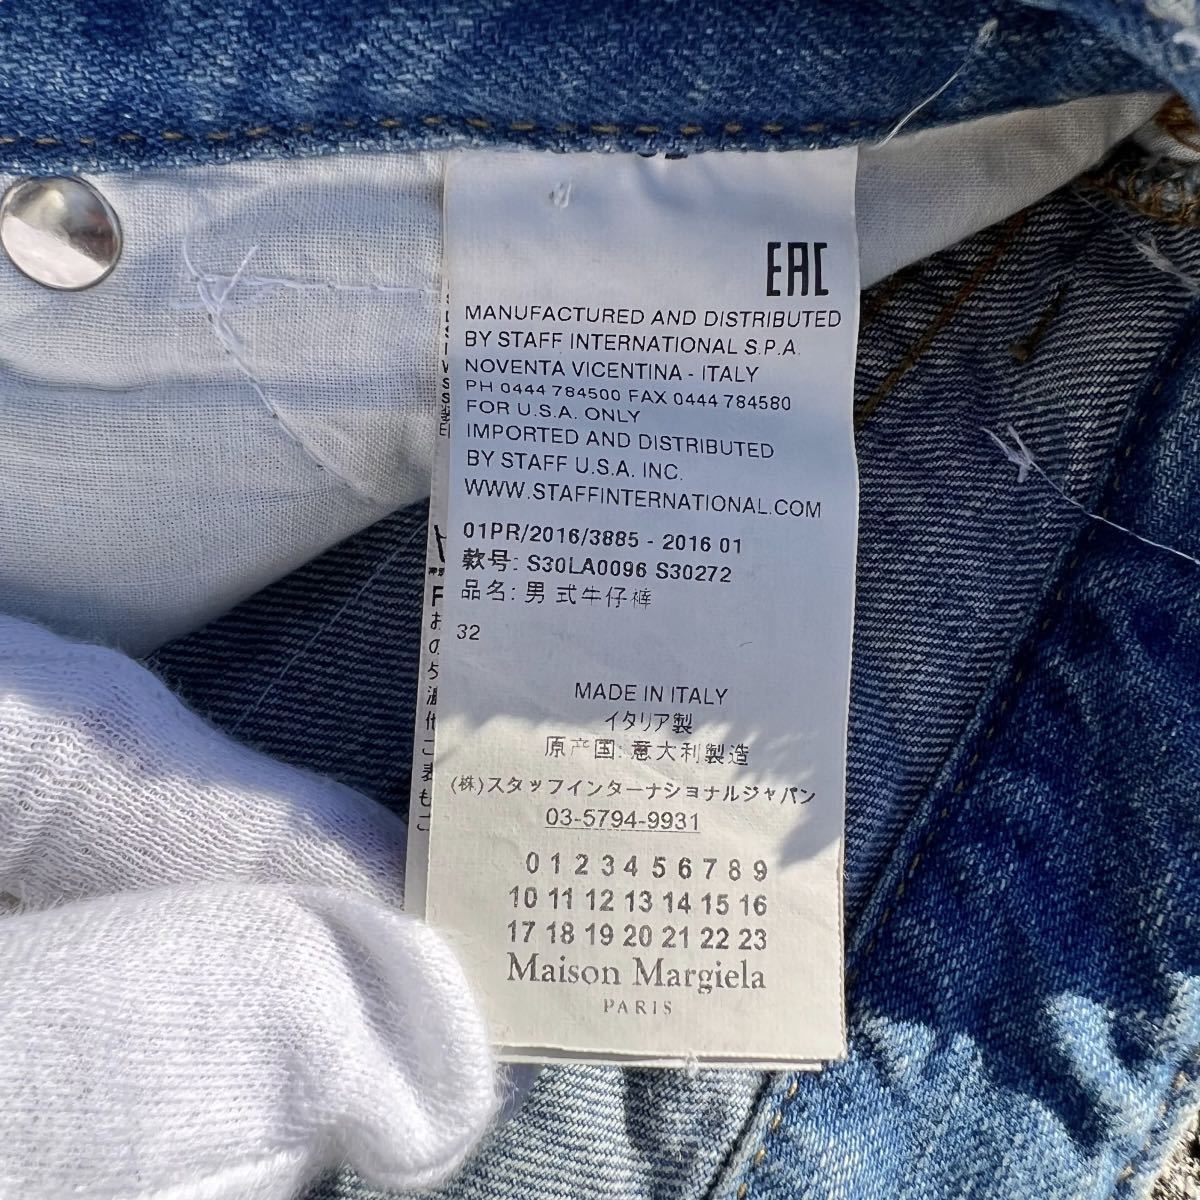 EAC
MANUFACTURED AND DISTRIBUTED
BY STAFF INTERNATIONAL S.P.A.
NOVENTA VICENTINA - ITALY
PH 0444 784500 FAX 0444 784580
FOR U.S.A. ONLY
IMPORTED AND DISTRIBUTED
BY STAFF U.S.A. INC.
WWW.STAFFINTERNATIONAL.COM
01PR/2016/3885 - 2016 01
款号: S30LA0096 S30272
品名: 男 式牛仔裤
32
MADE IN ITALY
イタリア製
原产国: 意大利製造
(株)スタッフインターナショナルジャパン
03-5794-9931
0 1 2 3 4 5 6 7 8 9
10 11 12 13 14 15 16
17 18 19 20 21 22 23
Maison Margiela
PARIS